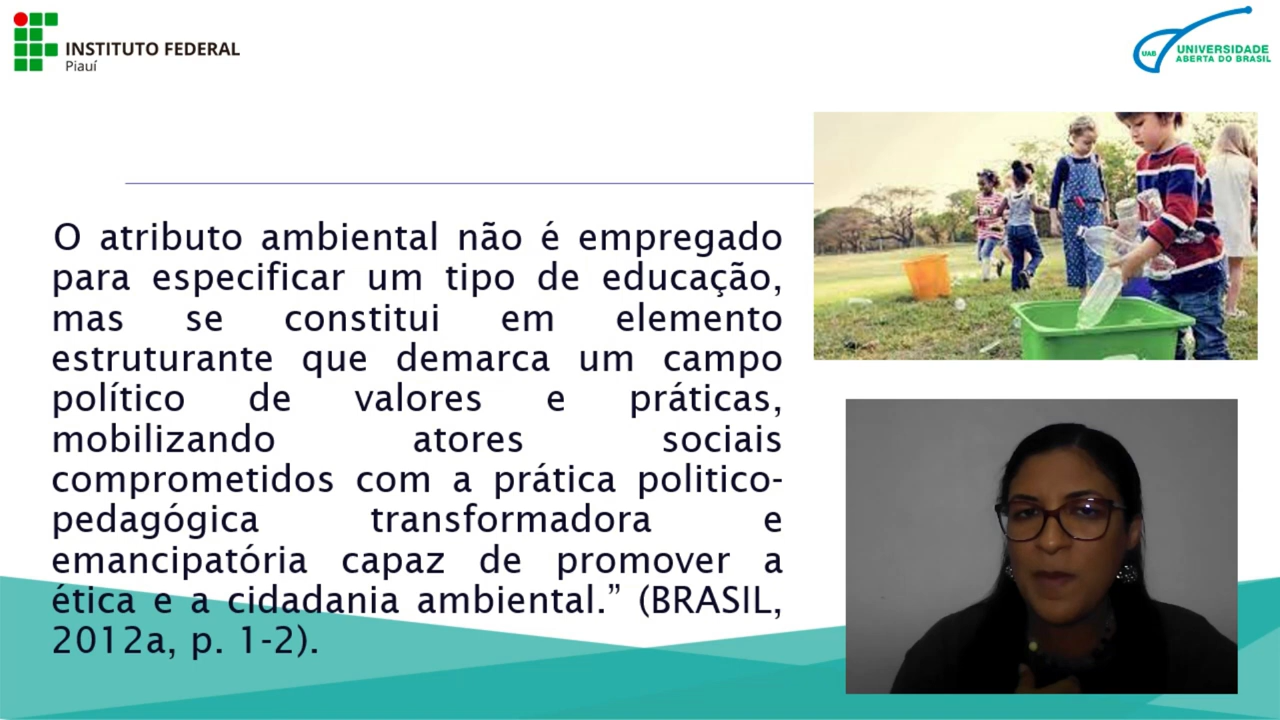 INSTITUTO FEDERAL
Piauí
UAB
UNIVERSIDADE
ABERTA DO BRASIL
O atributo ambiental não é empregado
para especificar um tipo de educação,
mas se constitui em elemento
estruturante que demarca um campo
político de valores e práticas,
mobilizando atores sociais
comprometidos com a prática politico-
pedagógica transformadora e
emancipatória capaz de promover a
ética e a cidadania ambiental.” (BRASIL,
2012a, p. 1-2).